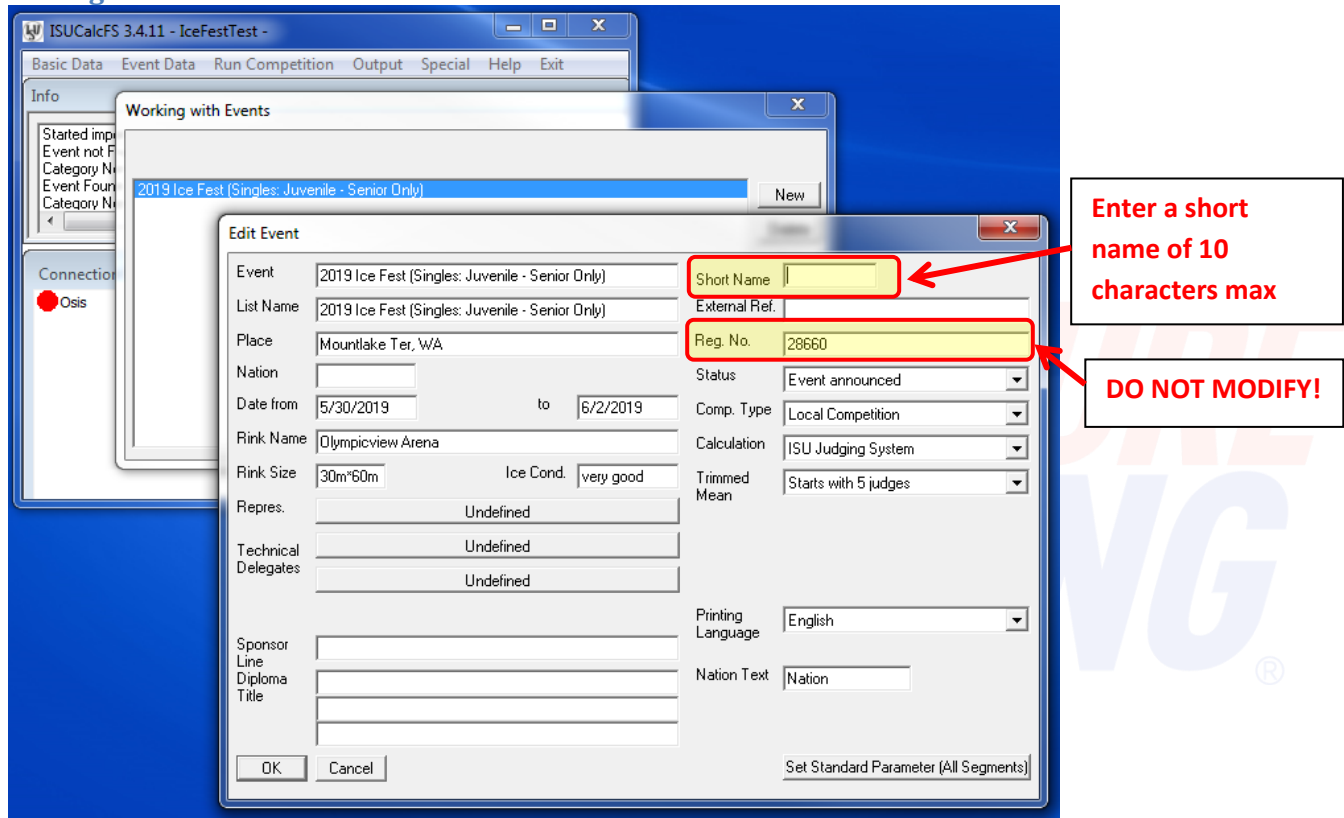 ISUCalcFS 3.4.11 - IceFestTest -
Basic Data Event Data Run Competition Output Special Help Exit
Info
Started imp
Event not F
Category N
Event Foun
Category N
Connection
Osis
Working with Events
2019 Ice Fest (Singles: Juvenile - Senior Only)
New
Edit Event
Event 2019 Ice Fest (Singles: Juvenile - Senior Only) Short Name
List Name 2019 Ice Fest (Singles: Juvenile - Senior Only) External Ref.
Place Mountlake Ter, WA Reg. No. 28660
Nation Status Event announced
Date from 5/30/2019 to 6/2/2019 Comp. Type Local Competition
Rink Name Olympicview Arena Calculation ISU Judging System
Rink Size 30m*60m Ice Cond. very good Trimmed Mean Starts with 5 judges
Repres. Undefined
Technical Delegates Undefined
Undefined
Printing Language English
Sponsor Line
Diploma Title
Nation Text Nation
OK Cancel Set Standard Parameter (All Segments)
Enter a short
name of 10
characters max
DO NOT MODIFY!
®